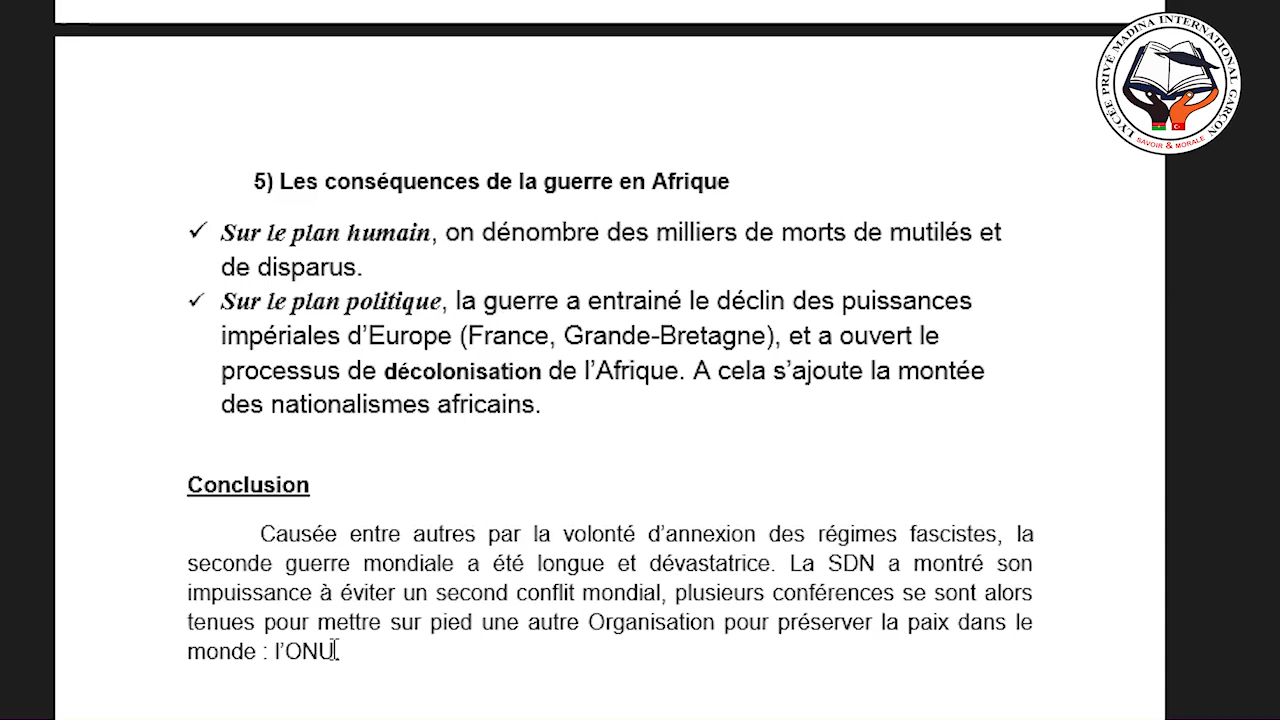 LYCÉE PRIVÉ MADINA INTERNATIONAL GARÇON
SAVOIR & MORALE
5) Les conséquences de la guerre en Afrique
✓ Sur le plan humain, on dénombre des milliers de morts de mutilés et
de disparus.
✓ Sur le plan politique, la guerre a entrainé le déclin des puissances
impériales d’Europe (France, Grande-Bretagne), et a ouvert le
processus de décolonisation de l’Afrique. A cela s’ajoute la montée
des nationalismes africains.
Conclusion
Causée entre autres par la volonté d’annexion des régimes fascistes, la
seconde guerre mondiale a été longue et dévastatrice. La SDN a montré son
impuissance à éviter un second conflit mondial, plusieurs conférences se sont alors
tenues pour mettre sur pied une autre Organisation pour préserver la paix dans le
monde : l’ONU.